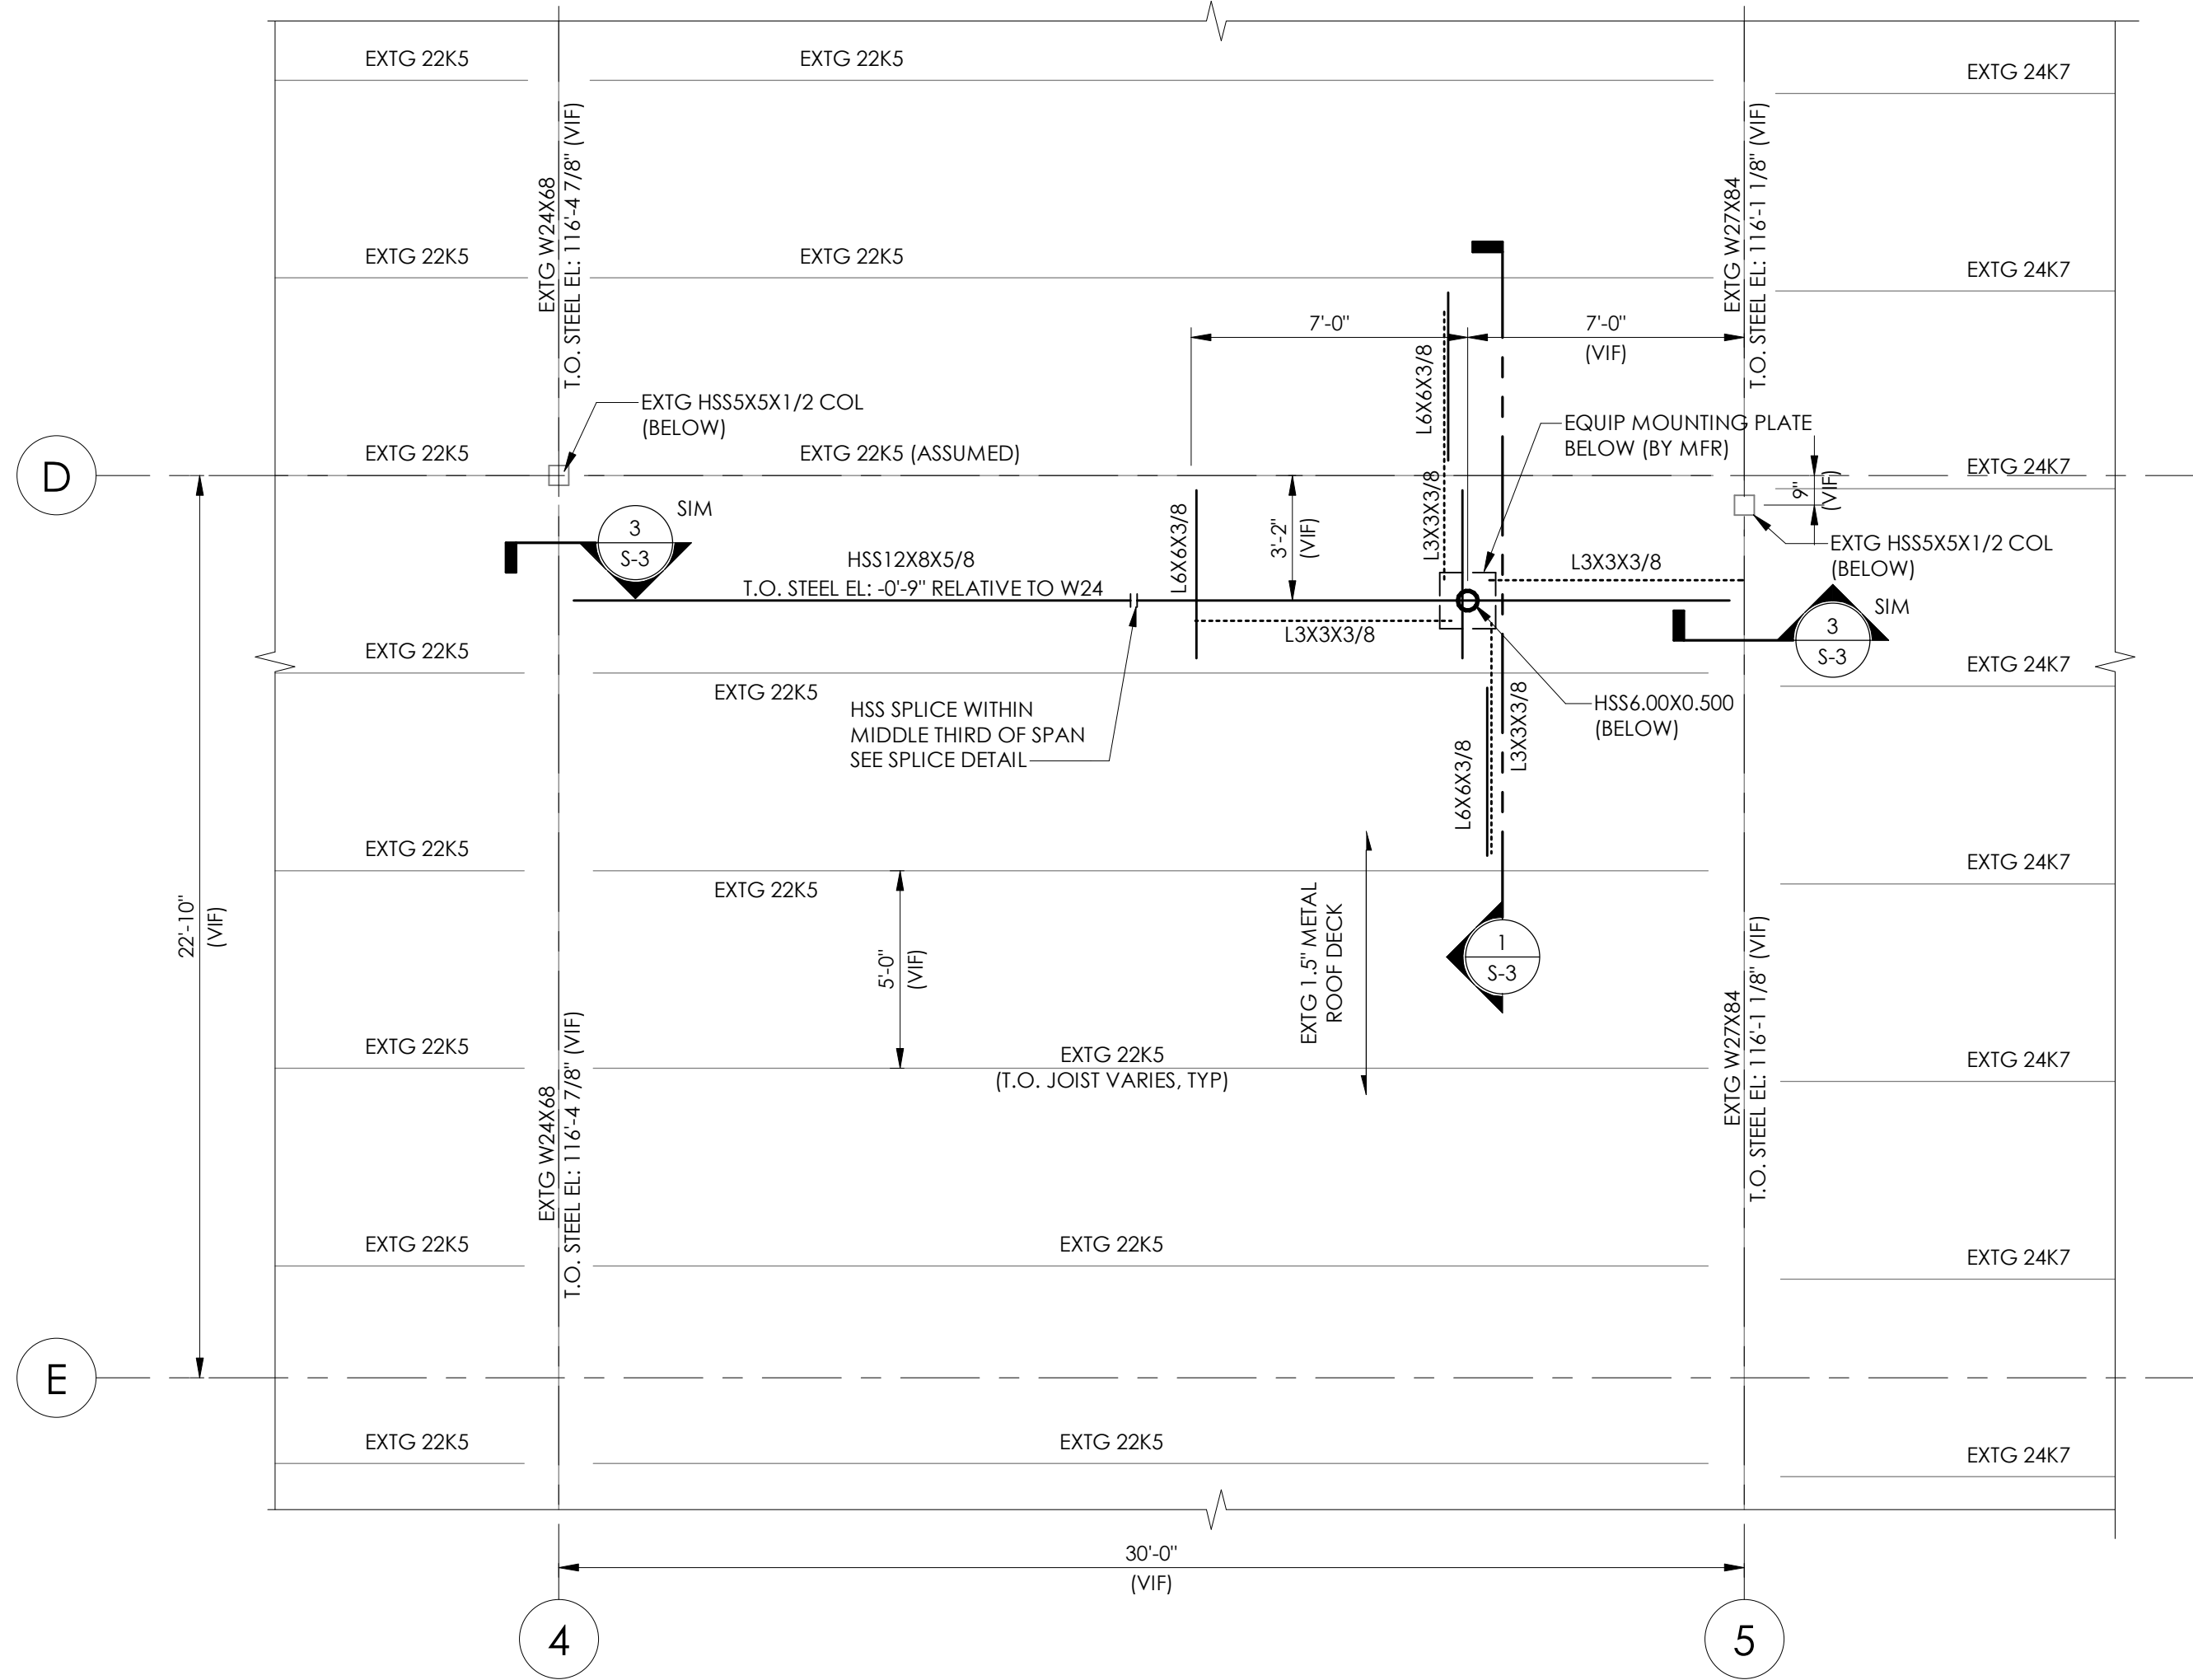 EXTG 22K5
EXTG 22K5
EXTG 24K7
EXTG W24X68
T.O. STEEL EL: 116'-4 7/8" (VIF)
EXTG W27X84
T.O. STEEL EL: 116'-1 1/8" (VIF)
EXTG 22K5
EXTG 22K5
EXTG 24K7
7'-0"
7'-0"
(VIF)
L6X6X3/8
EXTG HSS5X5X1/2 COL
(BELOW)
EQUIP MOUNTING PLATE
BELOW (BY MFR)
D
EXTG 22K5
EXTG 22K5 (ASSUMED)
EXTG 24K7
9"
(VIF)
L3X3X3/8
3
S-3
SIM
L6X6X3/8
3'-2"
(VIF)
EXTG HSS5X5X1/2 COL
(BELOW)
HSS12X8X5/8
T.O. STEEL EL: -0'-9" RELATIVE TO W24
L3X3X3/8
L3X3X3/8
3
S-3
SIM
EXTG 22K5
EXTG 22K5
EXTG 24K7
HSS SPLICE WITHIN
MIDDLE THIRD OF SPAN
SEE SPLICE DETAIL
HSS6.00X0.500
(BELOW)
L3X3X3/8
L6X6X3/8
EXTG 22K5
EXTG 22K5
EXTG 24K7
22'-10"
(VIF)
5'-0"
(VIF)
EXTG 1.5" METAL
ROOF DECK
1
S-3
EXTG W24X68
T.O. STEEL EL: 116'-4 7/8" (VIF)
EXTG W27X84
T.O. STEEL EL: 116'-1 1/8" (VIF)
EXTG 22K5
EXTG 22K5
(T.O. JOIST VARIES, TYP)
EXTG 24K7
EXTG 22K5
EXTG 22K5
EXTG 24K7
E
EXTG 22K5
EXTG 22K5
EXTG 24K7
30'-0"
(VIF)
4
5